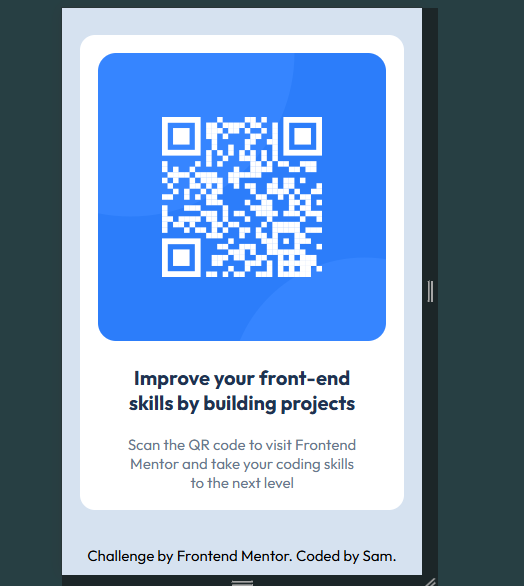 Improve your front-end
skills by building projects
Scan the QR code to visit Frontend
Mentor and take your coding skills
to the next level
Challenge by Frontend Mentor. Coded by Sam.